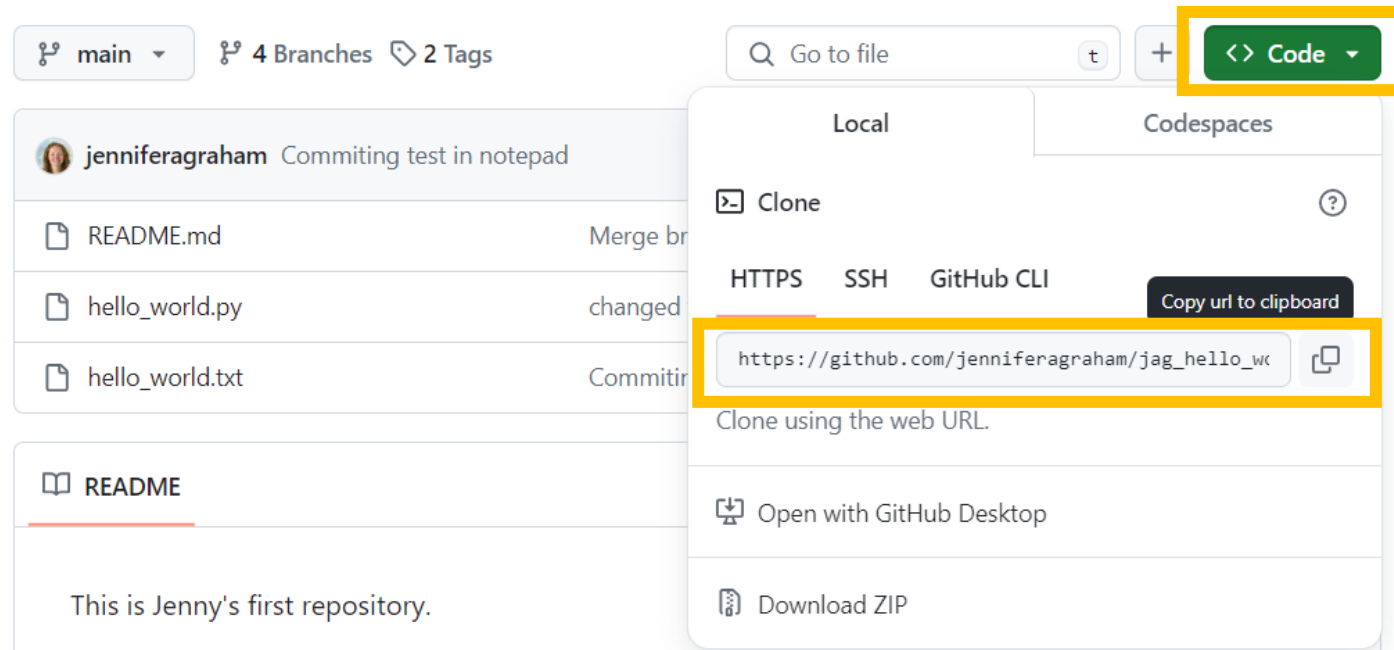 main 4 Branches 2 Tags Go to file t + <> Code
Local Codespaces
jenniferagraham Commiting test in notepad
Clone
README.md Merge br
HTTPS SSH GitHub CLI
Copy url to clipboard
hello_world.py changed
https://github.com/jenniferagraham/jag_hello_wo
hello_world.txt Commitin
Clone using the web URL.
README
Open with GitHub Desktop
This is Jenny's first repository.
Download ZIP